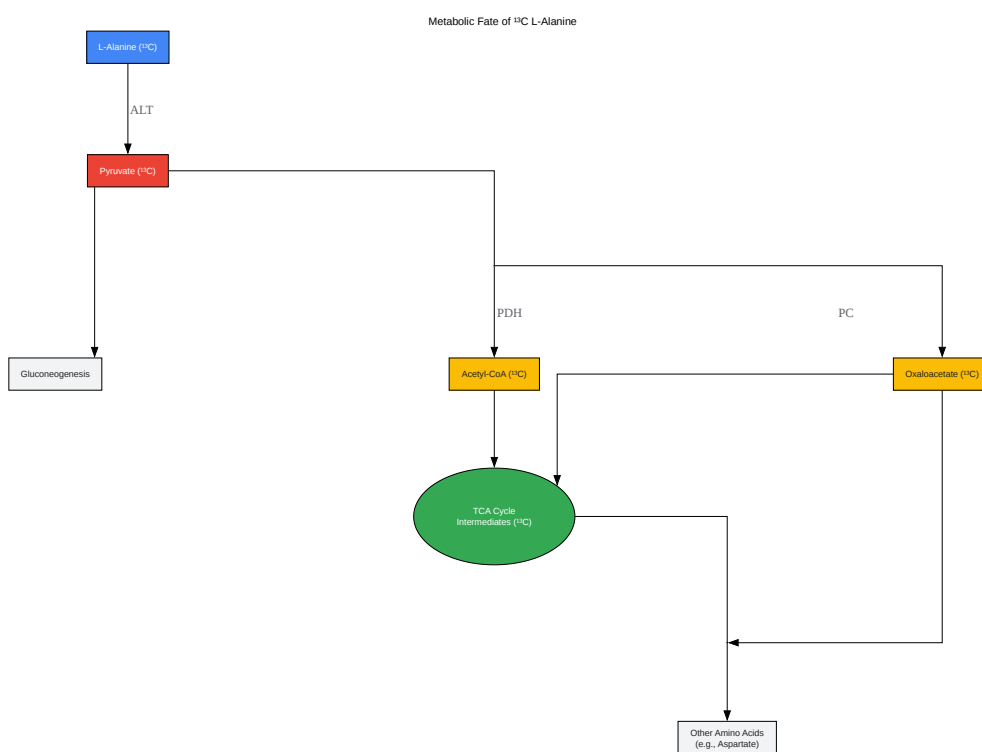 Metabolic Fate of ¹³C L-Alanine
L-Alanine (¹³C)
ALT
Pyruvate (¹³C)
PDH
PC
Gluconeogenesis
Acetyl-CoA (¹³C)
Oxaloacetate (¹³C)
TCA Cycle
Intermediates (¹³C)
Other Amino Acids
(e.g., Aspartate)